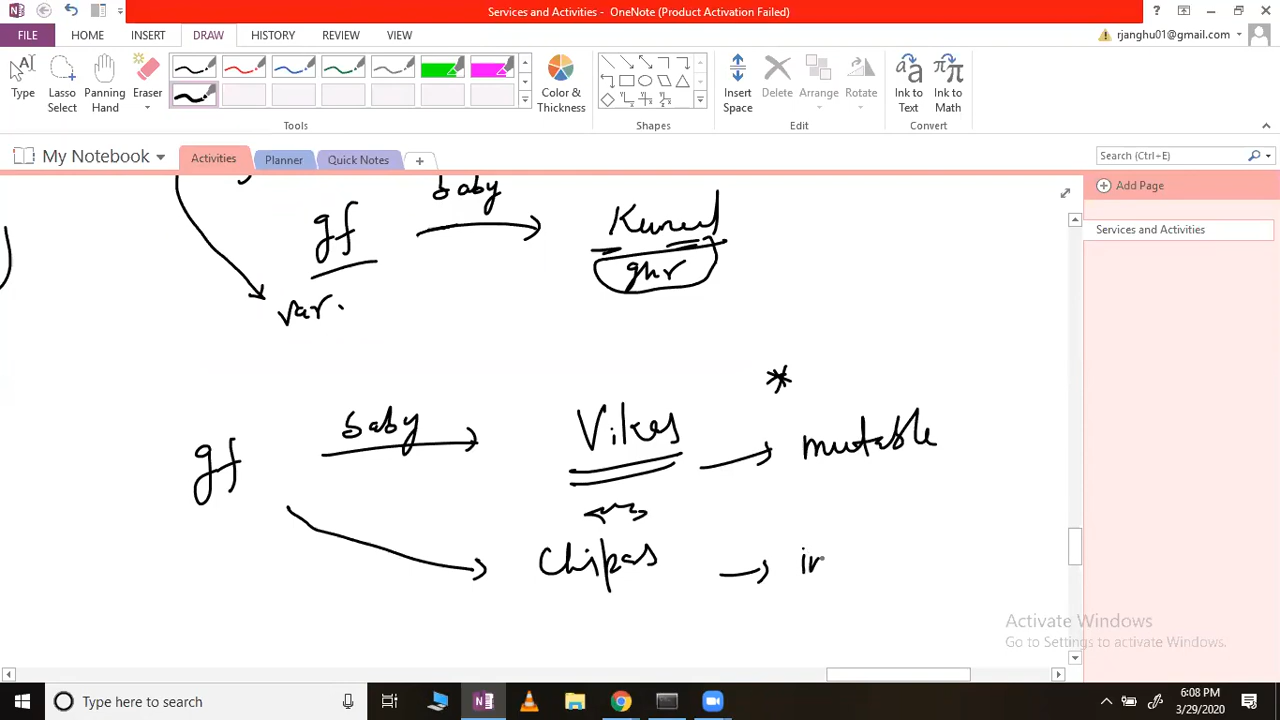 Services and Activities - OneNote (Product Activation Failed)
FILE HOME INSERT DRAW HISTORY REVIEW VIEW
rjanghu01@gmail.com
Type
Lasso Select
Panning Hand
Eraser
Color & Thickness
Insert Space
Delete
Arrange
Rotate
Ink to Text
Ink to Math
Tools
Shapes
Edit
Convert
My Notebook Activities Planner Quick Notes
Search (Ctrl+E)
Add Page
Services and Activities
baby
gf
ghr
var.
baby Vikas mutable
gf
Chipas
Activate Windows
Go to Settings to activate Windows.
Type here to search
6:08 PM
3/29/2020